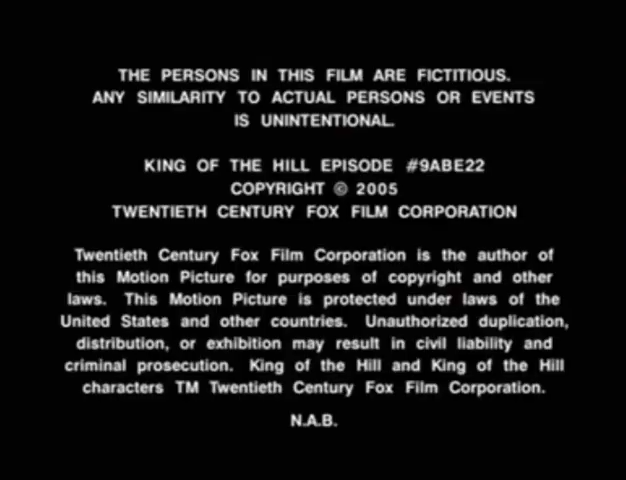 THE PERSONS IN THIS FILM ARE FICTITIOUS.
ANY SIMILARITY TO ACTUAL PERSONS OR EVENTS
IS UNINTENTIONAL.
KING OF THE HILL EPISODE #9ABE22
COPYRIGHT © 2005
TWENTIETH CENTURY FOX FILM CORPORATION
Twentieth Century Fox Film Corporation is the author of
this Motion Picture for purposes of copyright and other
laws. This Motion Picture is protected under laws of the
United States and other countries. Unauthorized duplication,
distribution, or exhibition may result in civil liability and
criminal prosecution. King of the Hill and King of the Hill
characters TM Twentieth Century Fox Film Corporation.
N.A.B.